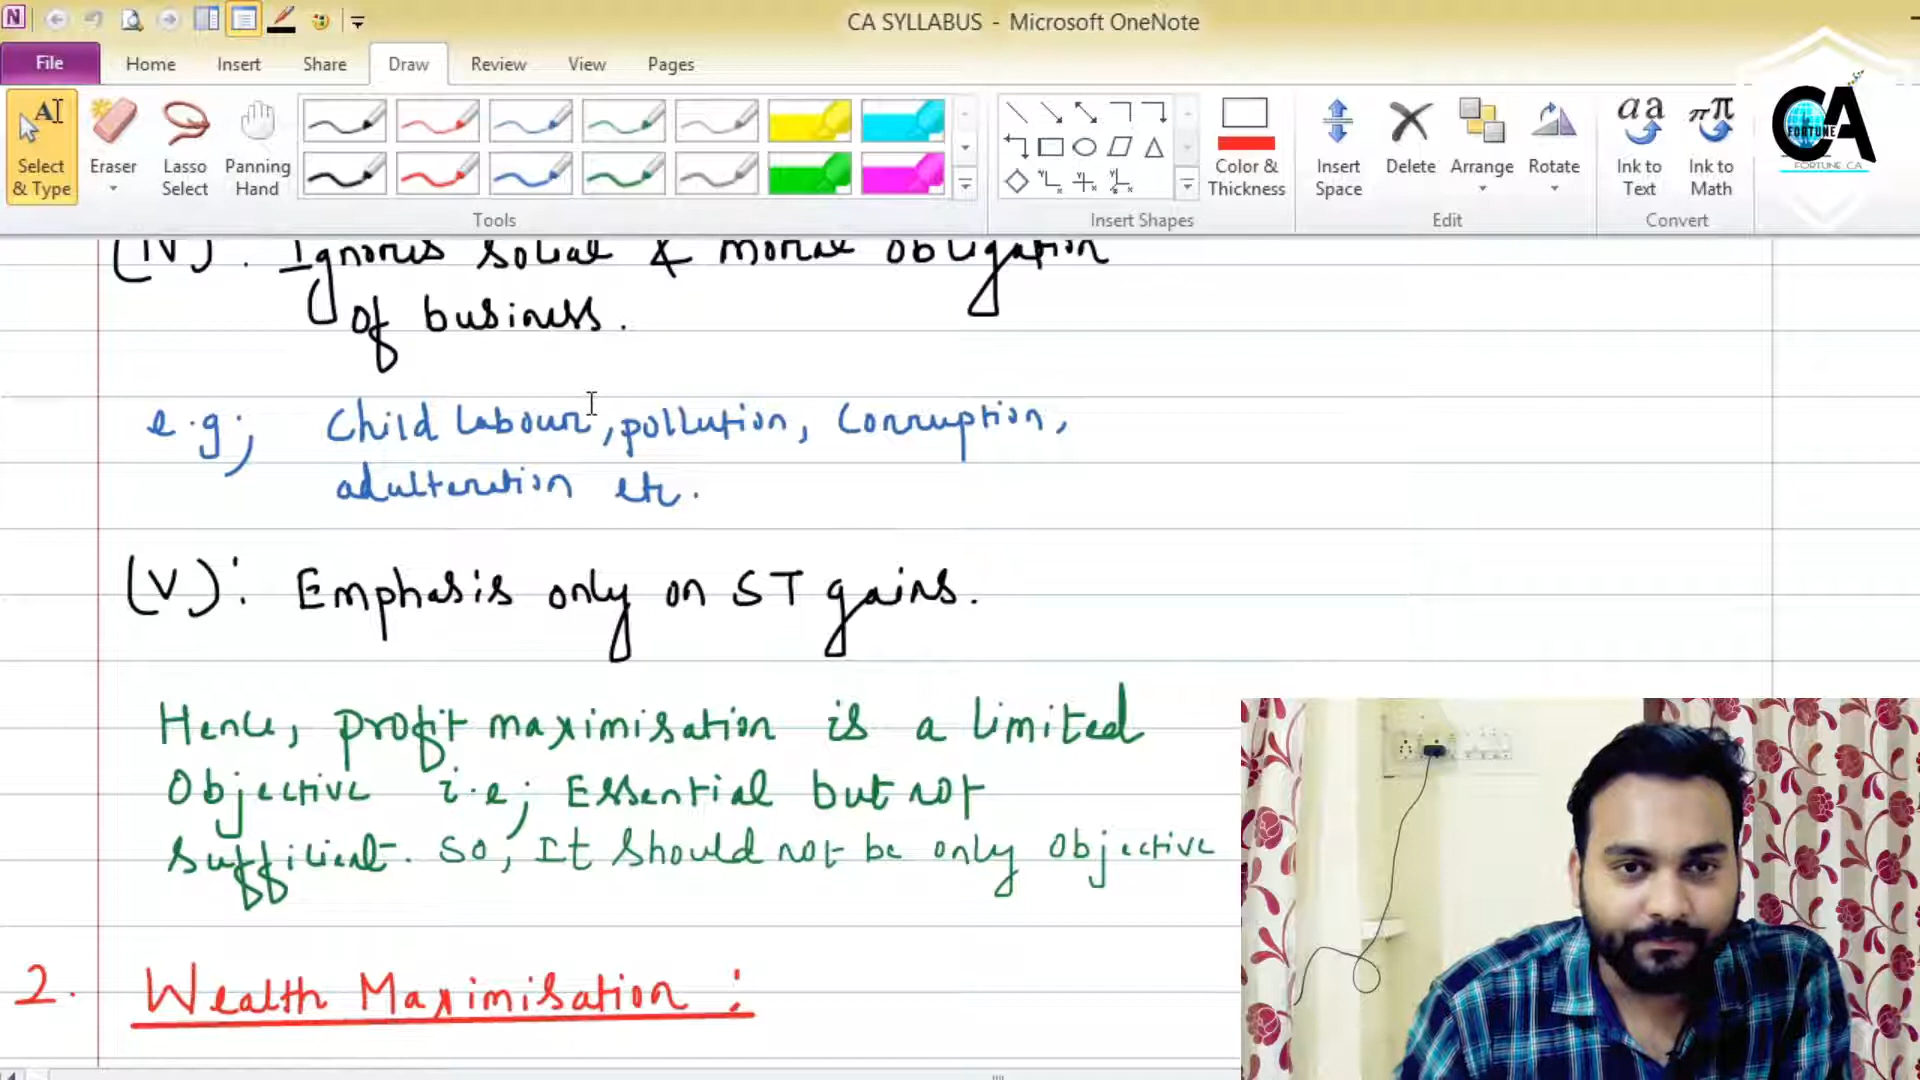 CA SYLLABUS - Microsoft OneNote
File Home Insert Share Draw Review View Pages
Select & Type
Eraser
Lasso Select
Panning Hand
Color & Thickness
Insert Space
Delete
Arrange
Rotate
Ink to Text
Ink to Math
Tools
Insert Shapes
Edit
Convert
CA
FORTUNE
FORTUNE CA
(IV). Ignores social & moral obligation
of business.
e.g; Child labour, pollution, Corruption,
adulteration etc.
(V): Emphasis only on ST gains.
Hence, profit maximisation is a limited
Objective i.e; Essential but not
sufficient. So, It should not be only Objective
2. Wealth Maximisation :